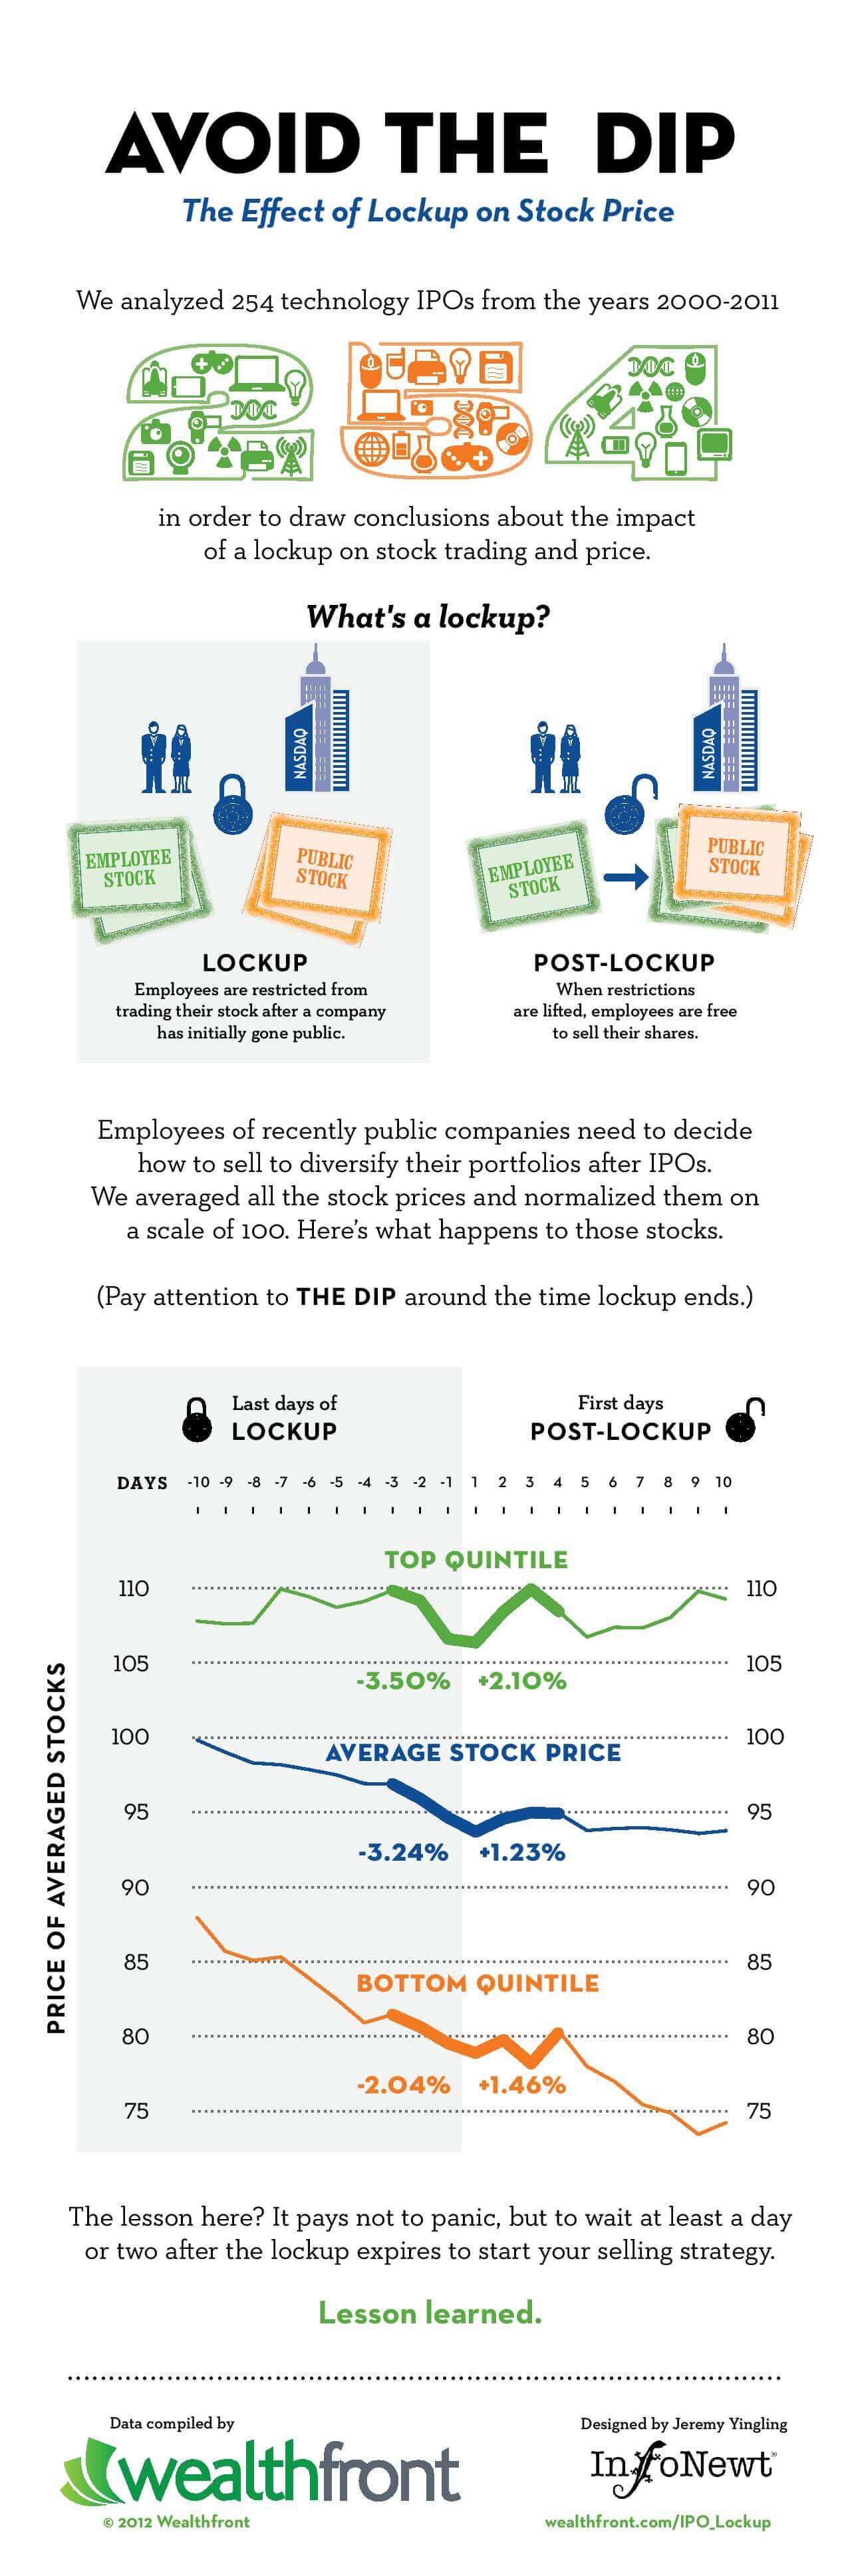 AVOID THE DIP
The Effect of Lockup on Stock Price
We analyzed 254 technology IPOs from the years 2000-2011
254
in order to draw conclusions about the impact
of a lockup on stock trading and price.
What's a lockup?
NASDAQ
EMPLOYEE
STOCK
PUBLIC
STOCK
LOCKUP
Employees are restricted from
trading their stock after a company
has initially gone public.
NASDAQ
EMPLOYEE
STOCK
PUBLIC
STOCK
POST-LOCKUP
When restrictions
are lifted, employees are free
to sell their shares.
Employees of recently public companies need to decide
how to sell to diversify their portfolios after IPOs.
We averaged all the stock prices and normalized them on
a scale of 100. Here's what happens to those stocks.
(Pay attention to THE DIP around the time lockup ends.)
Last days of
LOCKUP
First days
POST-LOCKUP
DAYS -10 -9 -8 -7 -6 -5 -4 -3 -2 -1 1 2 3 4 5 6 7 8 9 10
PRICE OF AVERAGED STOCKS
TOP QUINTILE
110 110
105 105
-3.50% +2.10%
100 100
AVERAGE STOCK PRICE
95 95
-3.24% +1.23%
90 90
85 85
BOTTOM QUINTILE
80 80
-2.04% +1.46%
75 75
The lesson here? It pays not to panic, but to wait at least a day
or two after the lockup expires to start your selling strategy.
Lesson learned.
Data compiled by
wealthfront
© 2012 Wealthfront
Designed by Jeremy Yingling
InfoNewt®
wealthfront.com/IPO_Lockup